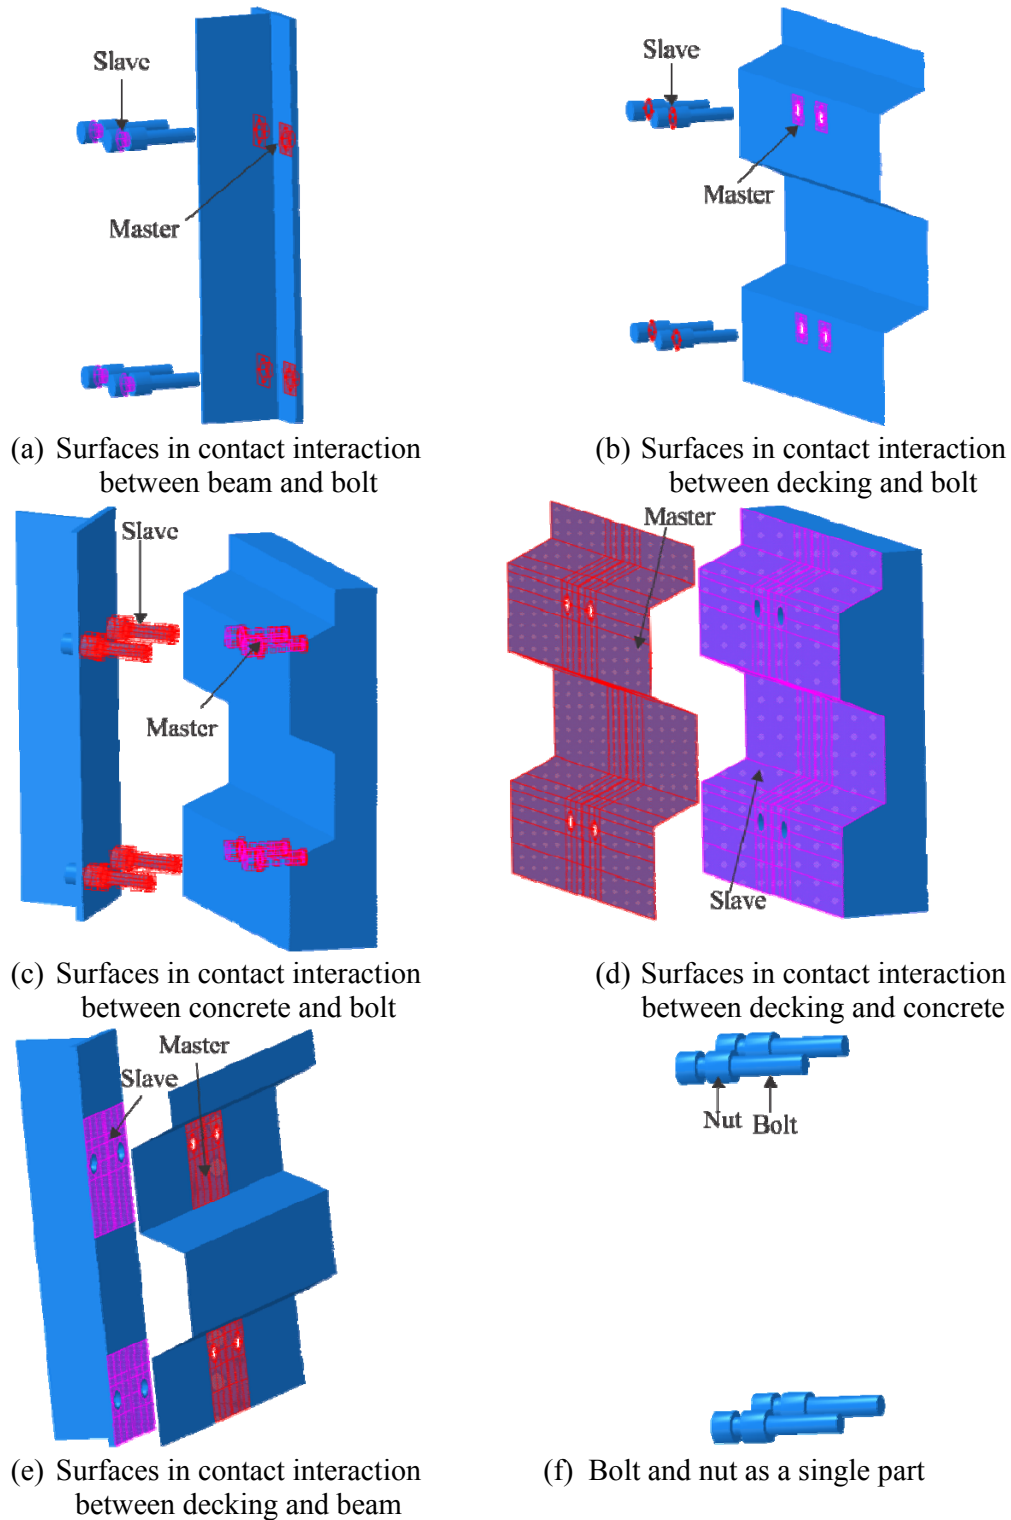 Slave
Master
Slave
Master
(a) Surfaces in contact interaction
between beam and bolt
(b) Surfaces in contact interaction
between decking and bolt
Slave
Master
Master
Slave
(c) Surfaces in contact interaction
between concrete and bolt
(d) Surfaces in contact interaction
between decking and concrete
Master
Slave
Nut Bolt
(e) Surfaces in contact interaction
between decking and beam
(f) Bolt and nut as a single part